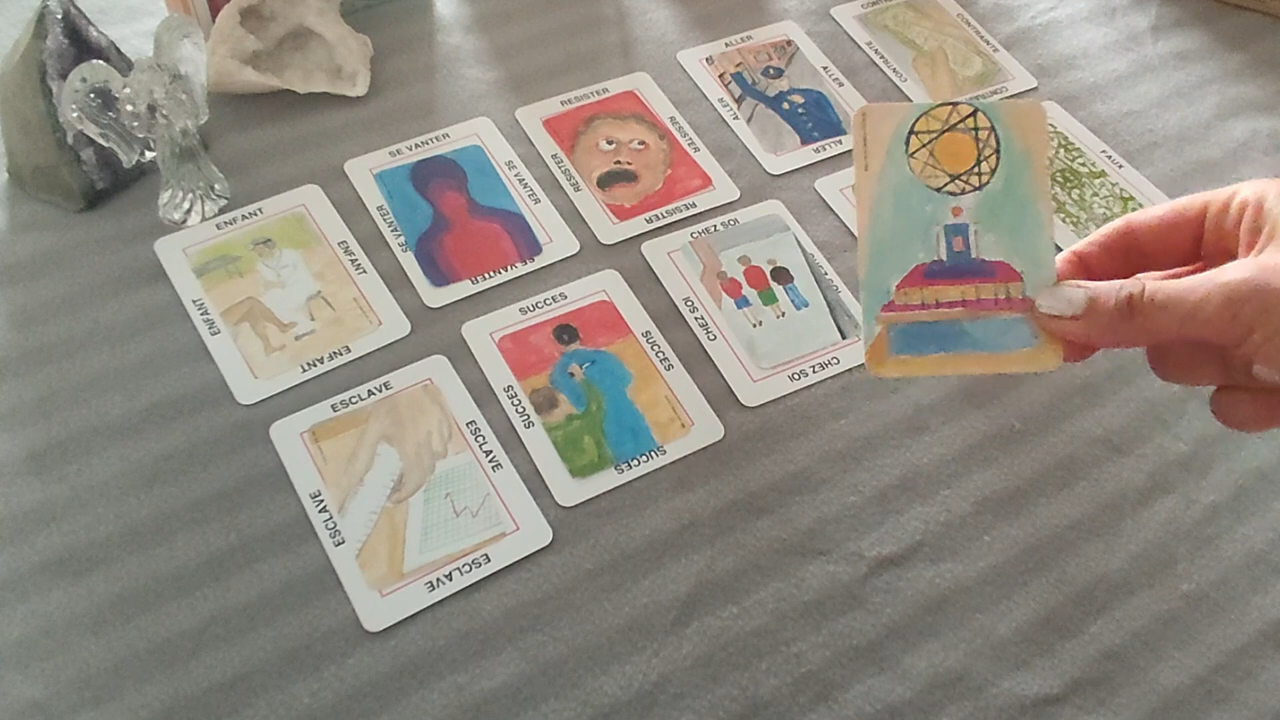 CONTRAINTE
CONTRAINTE
CONTRAINTE
ALLER
ALLER
ALLER
ALLER
RESISTER
RESISTER
RESISTER
RESISTER
FAUX
SE VANTER
SE VANTER
SE VANTER
SE VANTER
CHEZ SOI
CHEZ SOI
CHEZ SOI
ENFANT
ENFANT
ENFANT
ENFANT
SUCCES
SUCCES
SUCCES
SUCCES
ESCLAVE
ESCLAVE
ESCLAVE
ESCLAVE